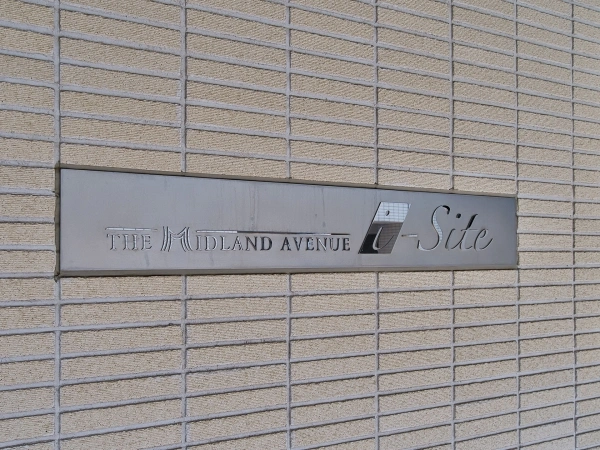 THE MIDLAND AVENUE i-Site